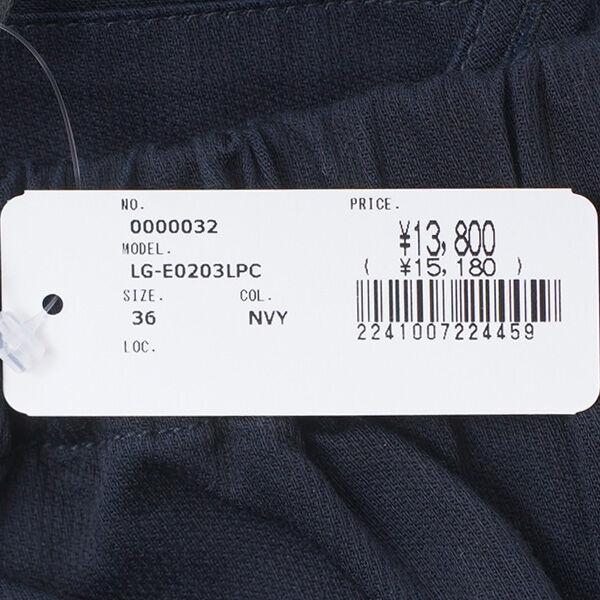 NO.
0000032
MODEL.
LG-E0203LPC
SIZE. COL.
36 NVY
LOC.
PRICE.
¥13,800
( ¥15,180 )
2241007224459